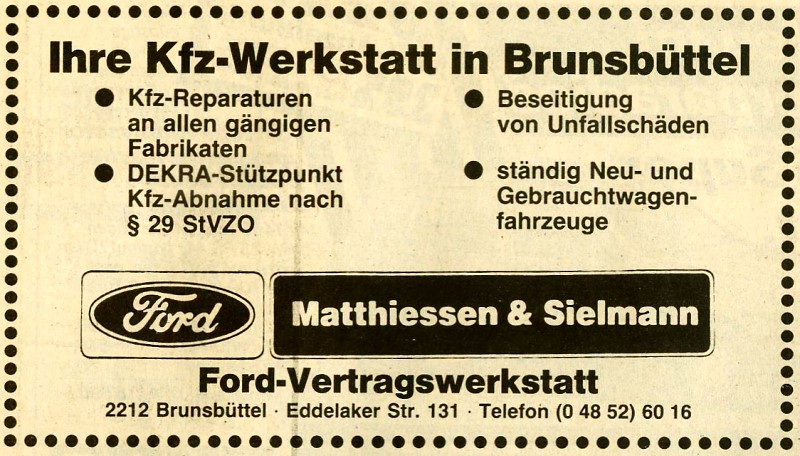 Ihre Kfz-Werkstatt in Brunsbüttel
● Kfz-Reparaturen
an allen gängigen
Fabrikaten
● DEKRA-Stützpunkt
Kfz-Abnahme nach
§ 29 StVZO
● Beseitigung
von Unfallschäden
● ständig Neu- und
Gebrauchtwagen-
fahrzeuge
Ford
Matthiessen & Sielmann
Ford-Vertragswerkstatt
2212 Brunsbüttel · Eddelaker Str. 131 · Telefon (0 48 52) 60 16